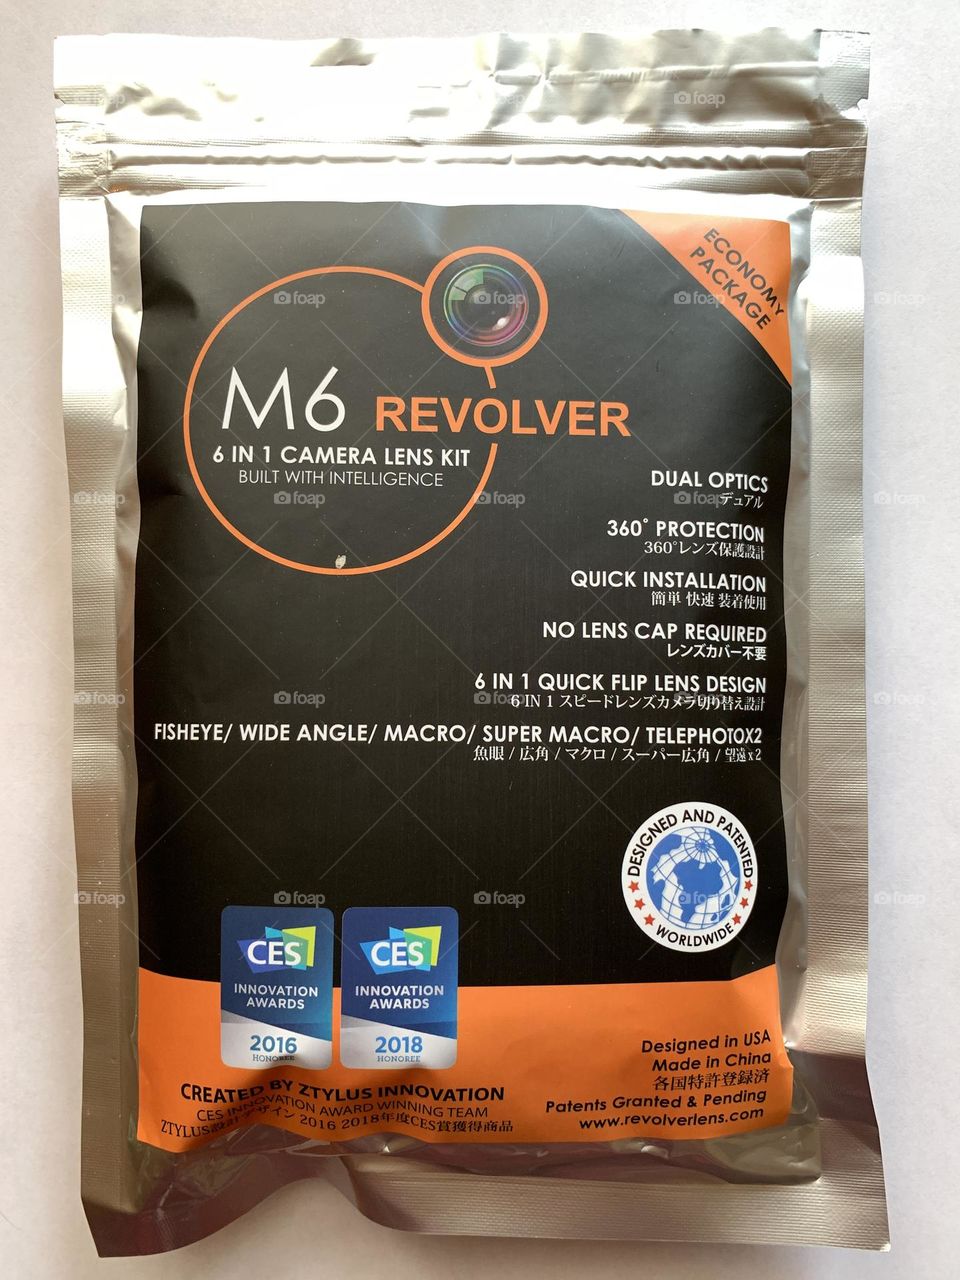 ECONOMY
PACKAGE
M6 REVOLVER
6 IN 1 CAMERA LENS KIT
BUILT WITH INTELLIGENCE
DUAL OPTICS
デュアル
360° PROTECTION
360°レンズ保護設計
QUICK INSTALLATION
簡単 快速 装着使用
NO LENS CAP REQUIRED
レンズカバー不要
6 IN 1 QUICK FLIP LENS DESIGN
6 IN 1 スピードレンズカメラ切り替え設計
FISHEYE/ WIDE ANGLE/ MACRO/ SUPER MACRO/ TELEPHOTOX2
魚眼 / 広角 / マクロ / スーパー広角 / 望遠 x 2
DESIGNED AND PATENTED
WORLDWIDE
CES
INNOVATION
AWARDS
2016
HONOREE
CES
INNOVATION
AWARDS
2018
HONOREE
CREATED BY ZTYLUS INNOVATION
CES INNOVATION AWARD WINNING TEAM
ZTYLUS設計デザイン 2016 2018年度CES賞獲得商品
Designed in USA
Made in China
各国特許登録済
Patents Granted & Pending
www.revolverlens.com
foap